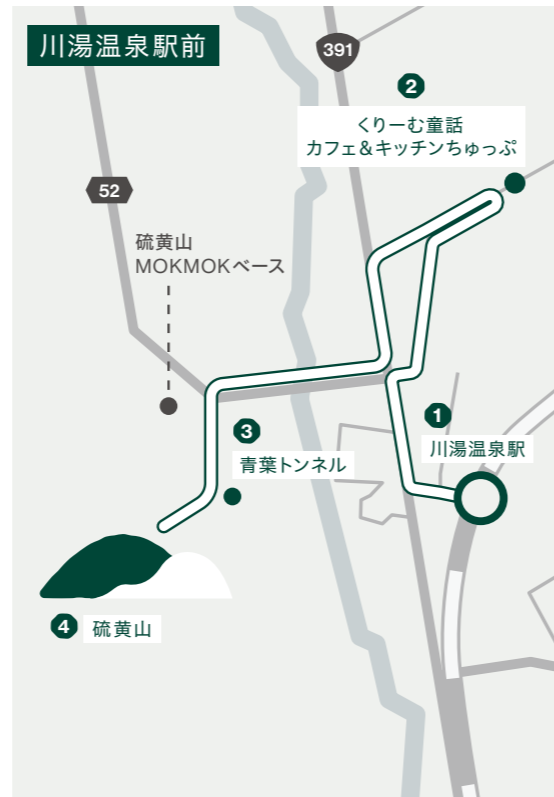 川湯温泉駅前
391
2
くりーむ童話
カフェ&キッチンちゅっぷ
52
硫黄山
MOKMOKベース
1
川湯温泉駅
3
青葉トンネル
4
硫黄山